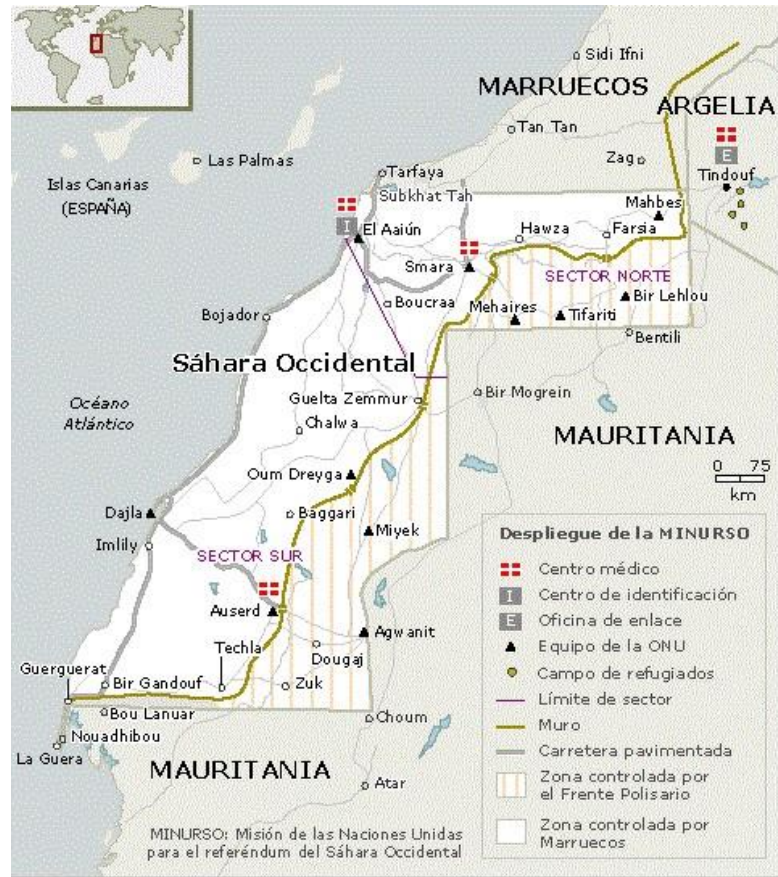 Sidi Ifni
MARRUECOS
ARGELIA
Tan Tan
Zag
E
Tindouf
Las Palmas
Islas Canarias
(ESPAÑA)
Tarfaya
Subkhat Tah
Mahbes
I
El Aaiún
Hawza
Farsia
Smara
SECTOR NORTE
Bir Lehlou
Boucraa
Mehaires
Tifariti
Bojador
Bentili
Sáhara Occidental
Océano
Atlántico
Guelta Zemmur
Bir Mogrein
Chalwa
MAURITANIA
0 75
km
Oum Dreyga
Dajla
Baggari
Miyek
Imlily
SECTOR SUR
Auserd
Agwanit
Techla
Dougaj
Guerguerat
Bir Gandouf
Zuk
Bou Lanuar
Choum
Nouadhibou
La Guera
MAURITANIA
Atar
MINURSO: Misión de las Naciones Unidas
para el referéndum del Sáhara Occidental
Despliegue de la MINURSO
Centro médico
I Centro de identificación
E Oficina de enlace
Equipo de la ONU
Campo de refugiados
Límite de sector
Muro
Carretera pavimentada
Zona controlada por
el Frente Polisario
Zona controlada por
Marruecos